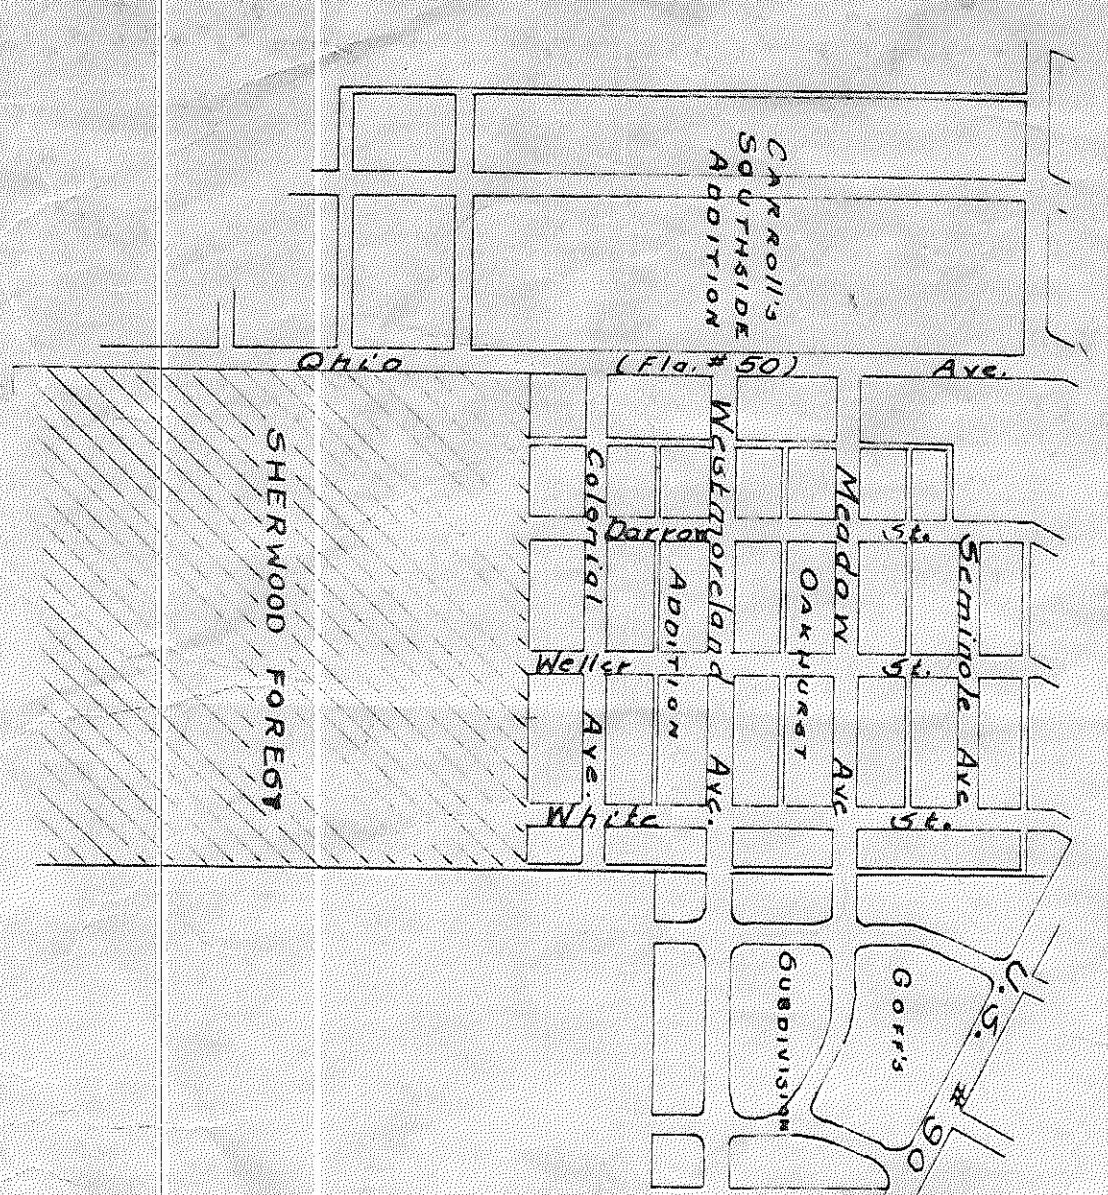 CARROll's
SOUTHSIDE
ADDITION
Ohio (Fla. # 50) Ave.
SHERWOOD FOREST
Colonial Ave.
Westmoreland Ave.
Meadow Ave
Seminole Ave
Darrow St.
ADDITION
OAKHURST
Weller St.
White St.
GOFF'S
SUBDIVISION
U.S. # 90